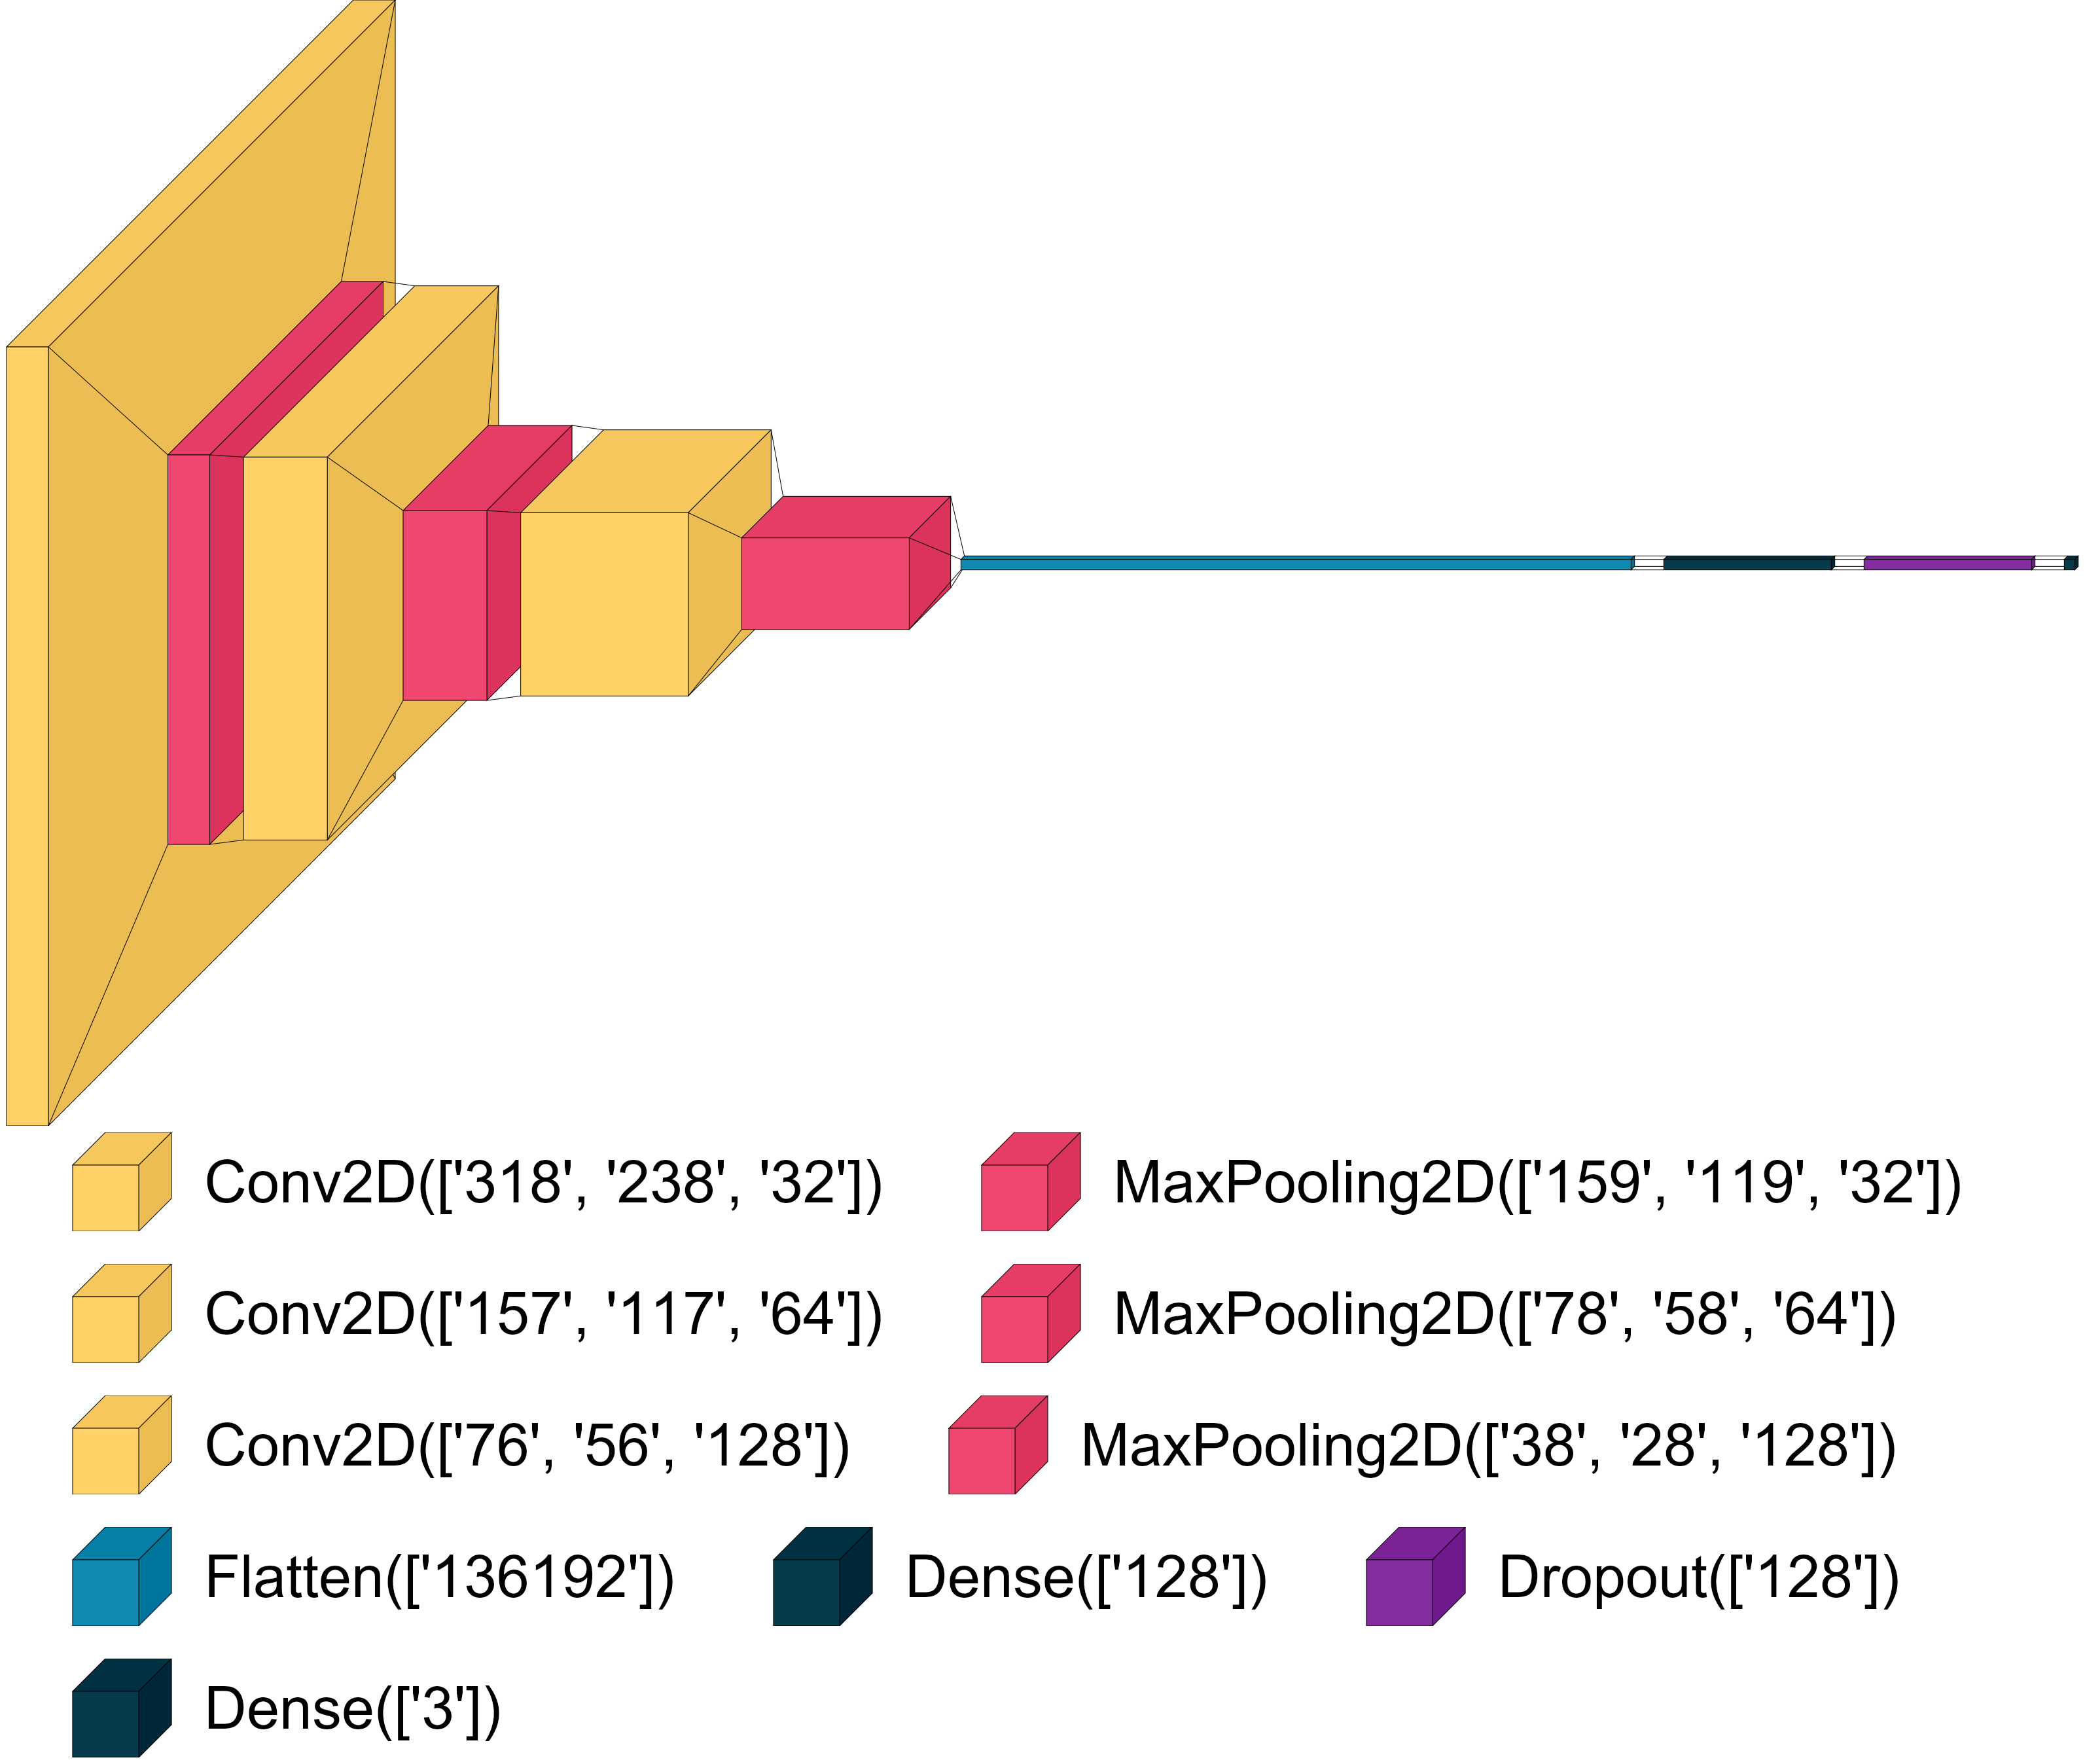 Conv2D(['318', '238', '32']) MaxPooling2D(['159', '119', '32'])
Conv2D(['157', '117', '64']) MaxPooling2D(['78', '58', '64'])
Conv2D(['76', '56', '128']) MaxPooling2D(['38', '28', '128'])
Flatten(['136192']) Dense(['128']) Dropout(['128'])
Dense(['3'])